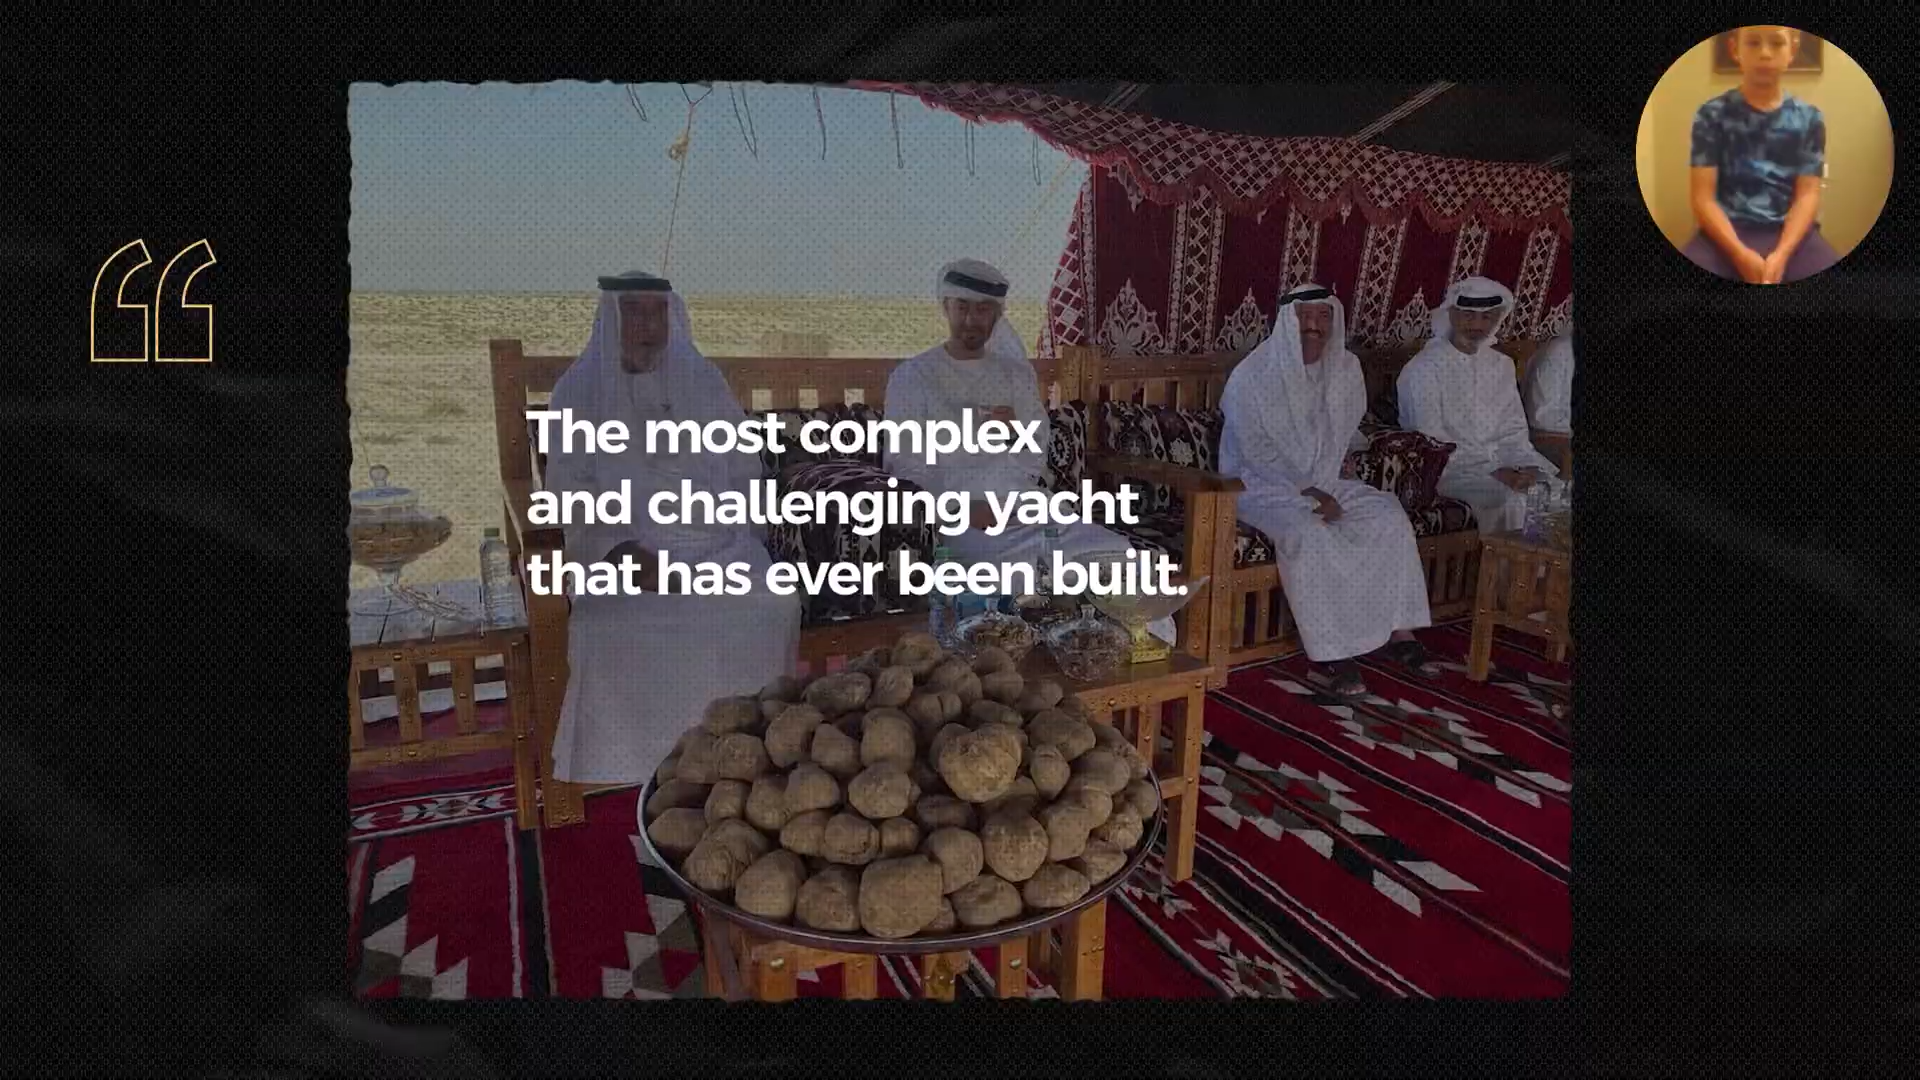 The most complex
and challenging yacht
that has ever been built.